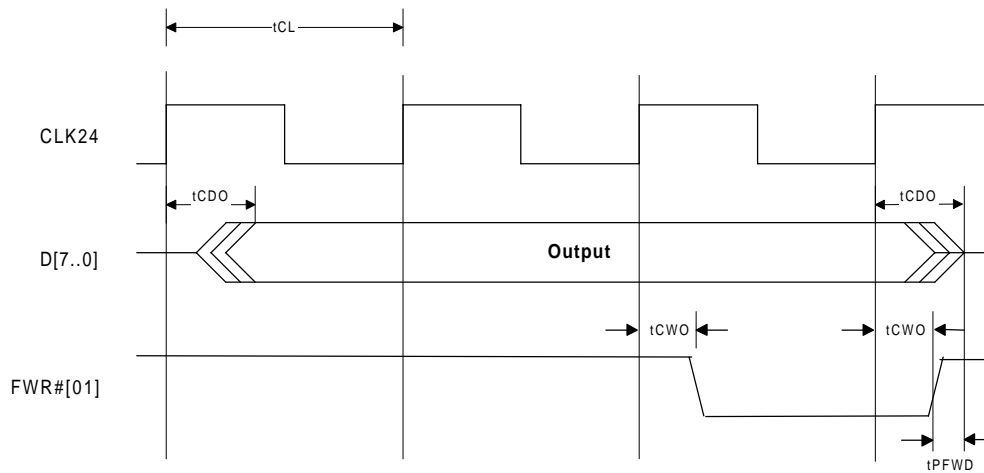 tCL
CLK24
tCDO
tCDO
D[7..0]
Output
tCWO
tCWO
FWR#[01]
tPFWD